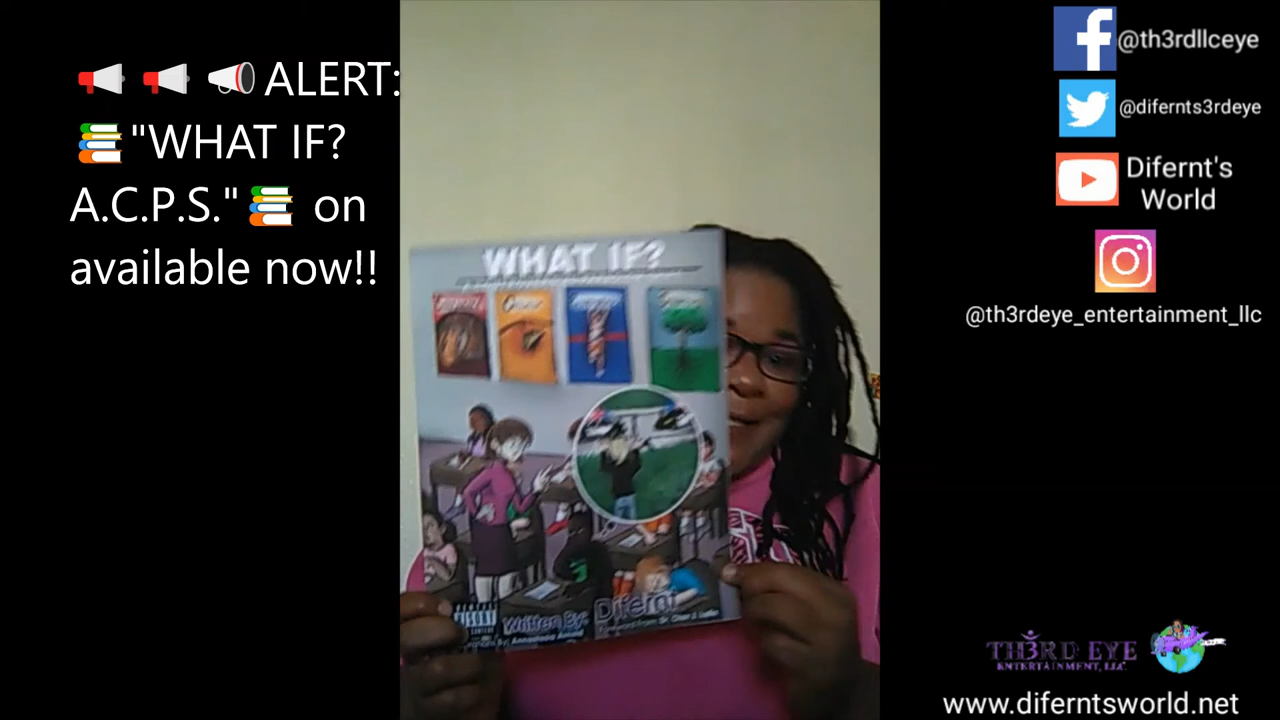 ALERT:
"WHAT IF?
A.C.P.S." on
available now!!
WHAT IF?
Written By: Difernt
@th3rdllceye
@difernts3rdeye
Difernt's
World
@th3rdeye_entertainment_llc
TH3RD EYE
ENTERTAINMENT, LLC.
www.diferntsworld.net